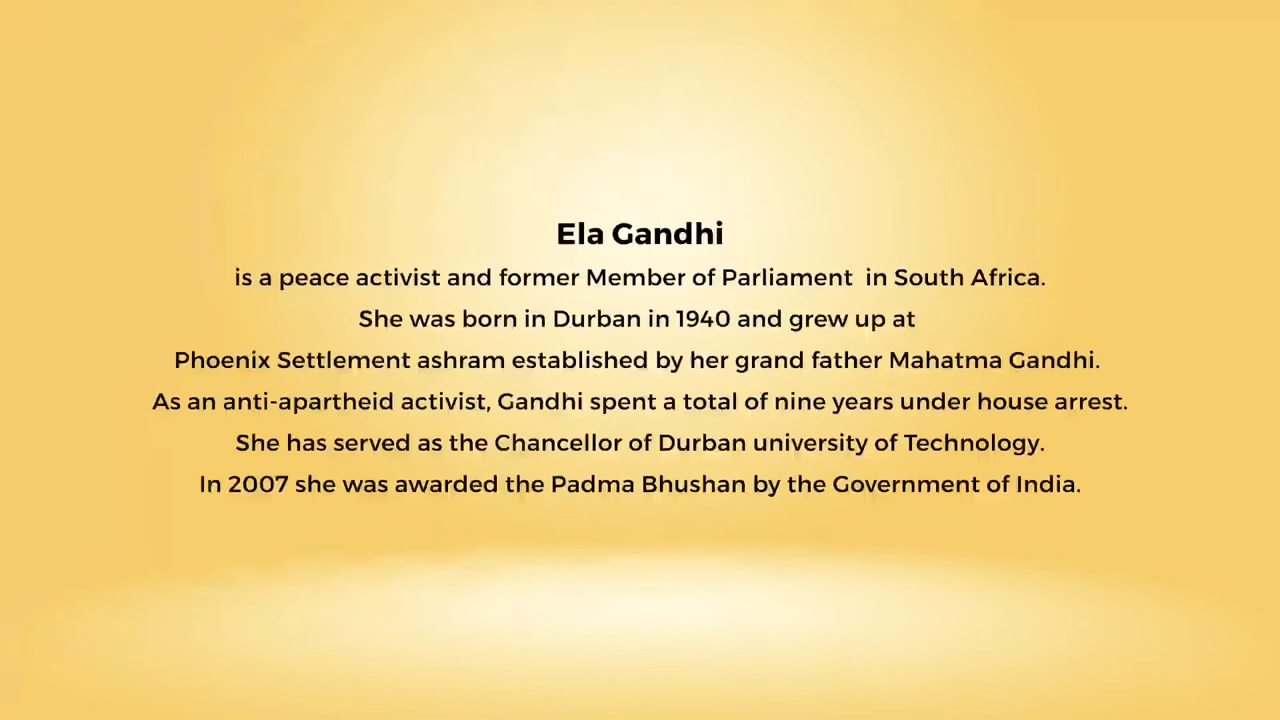 Ela Gandhi
is a peace activist and former Member of Parliament  in South Africa.
She was born in Durban in 1940 and grew up at
Phoenix Settlement ashram established by her grand father Mahatma Gandhi.
As an anti-apartheid activist, Gandhi spent a total of nine years under house arrest.
She has served as the Chancellor of Durban university of Technology.
In 2007 she was awarded the Padma Bhushan by the Government of India.